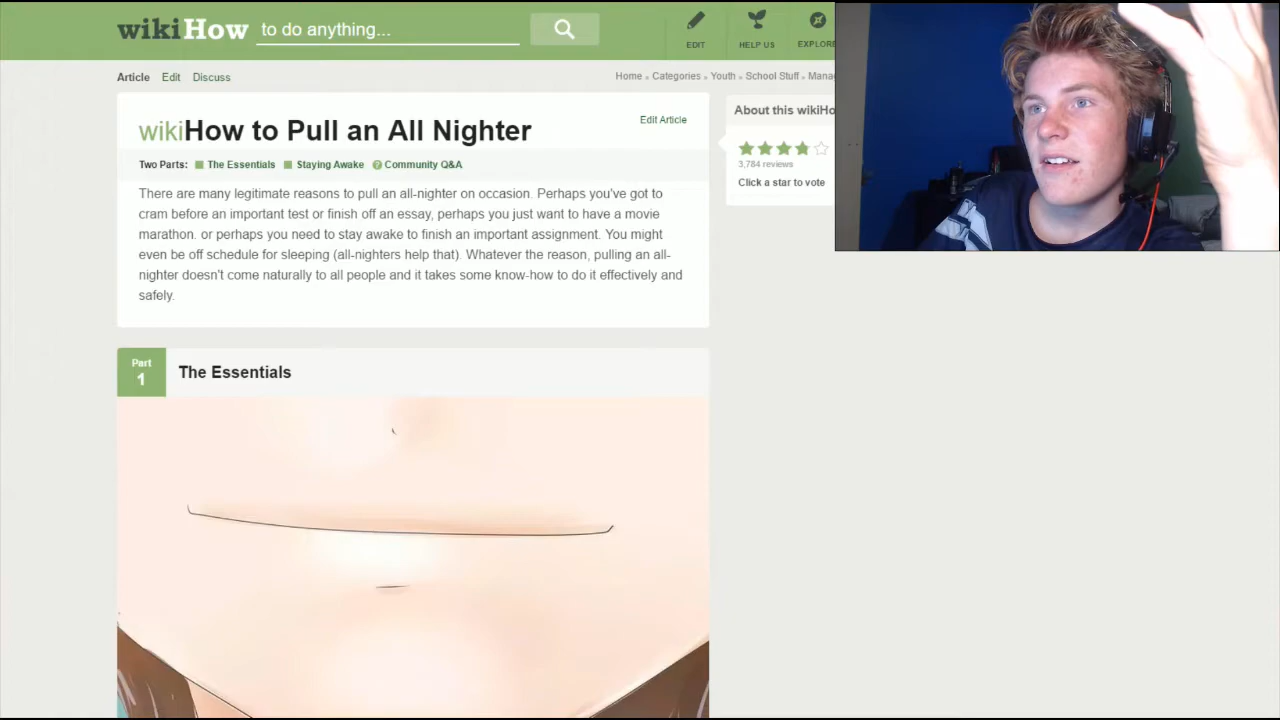 wikiHow to do anything...
EDIT
HELP US
EXPLORE
Article Edit Discuss
Home » Categories » Youth » School Stuff »
wikiHow to Pull an All Nighter
Edit Article
Two Parts: The Essentials Staying Awake Community Q&A
There are many legitimate reasons to pull an all-nighter on occasion. Perhaps you've got to
cram before an important test or finish off an essay, perhaps you just want to have a movie
marathon. or perhaps you need to stay awake to finish an important assignment. You might
even be off schedule for sleeping (all-nighters help that). Whatever the reason, pulling an all-
nighter doesn't come naturally to all people and it takes some know-how to do it effectively and
safely.
About this wikiHo
3,784 reviews
Click a star to vote
Part
1
The Essentials